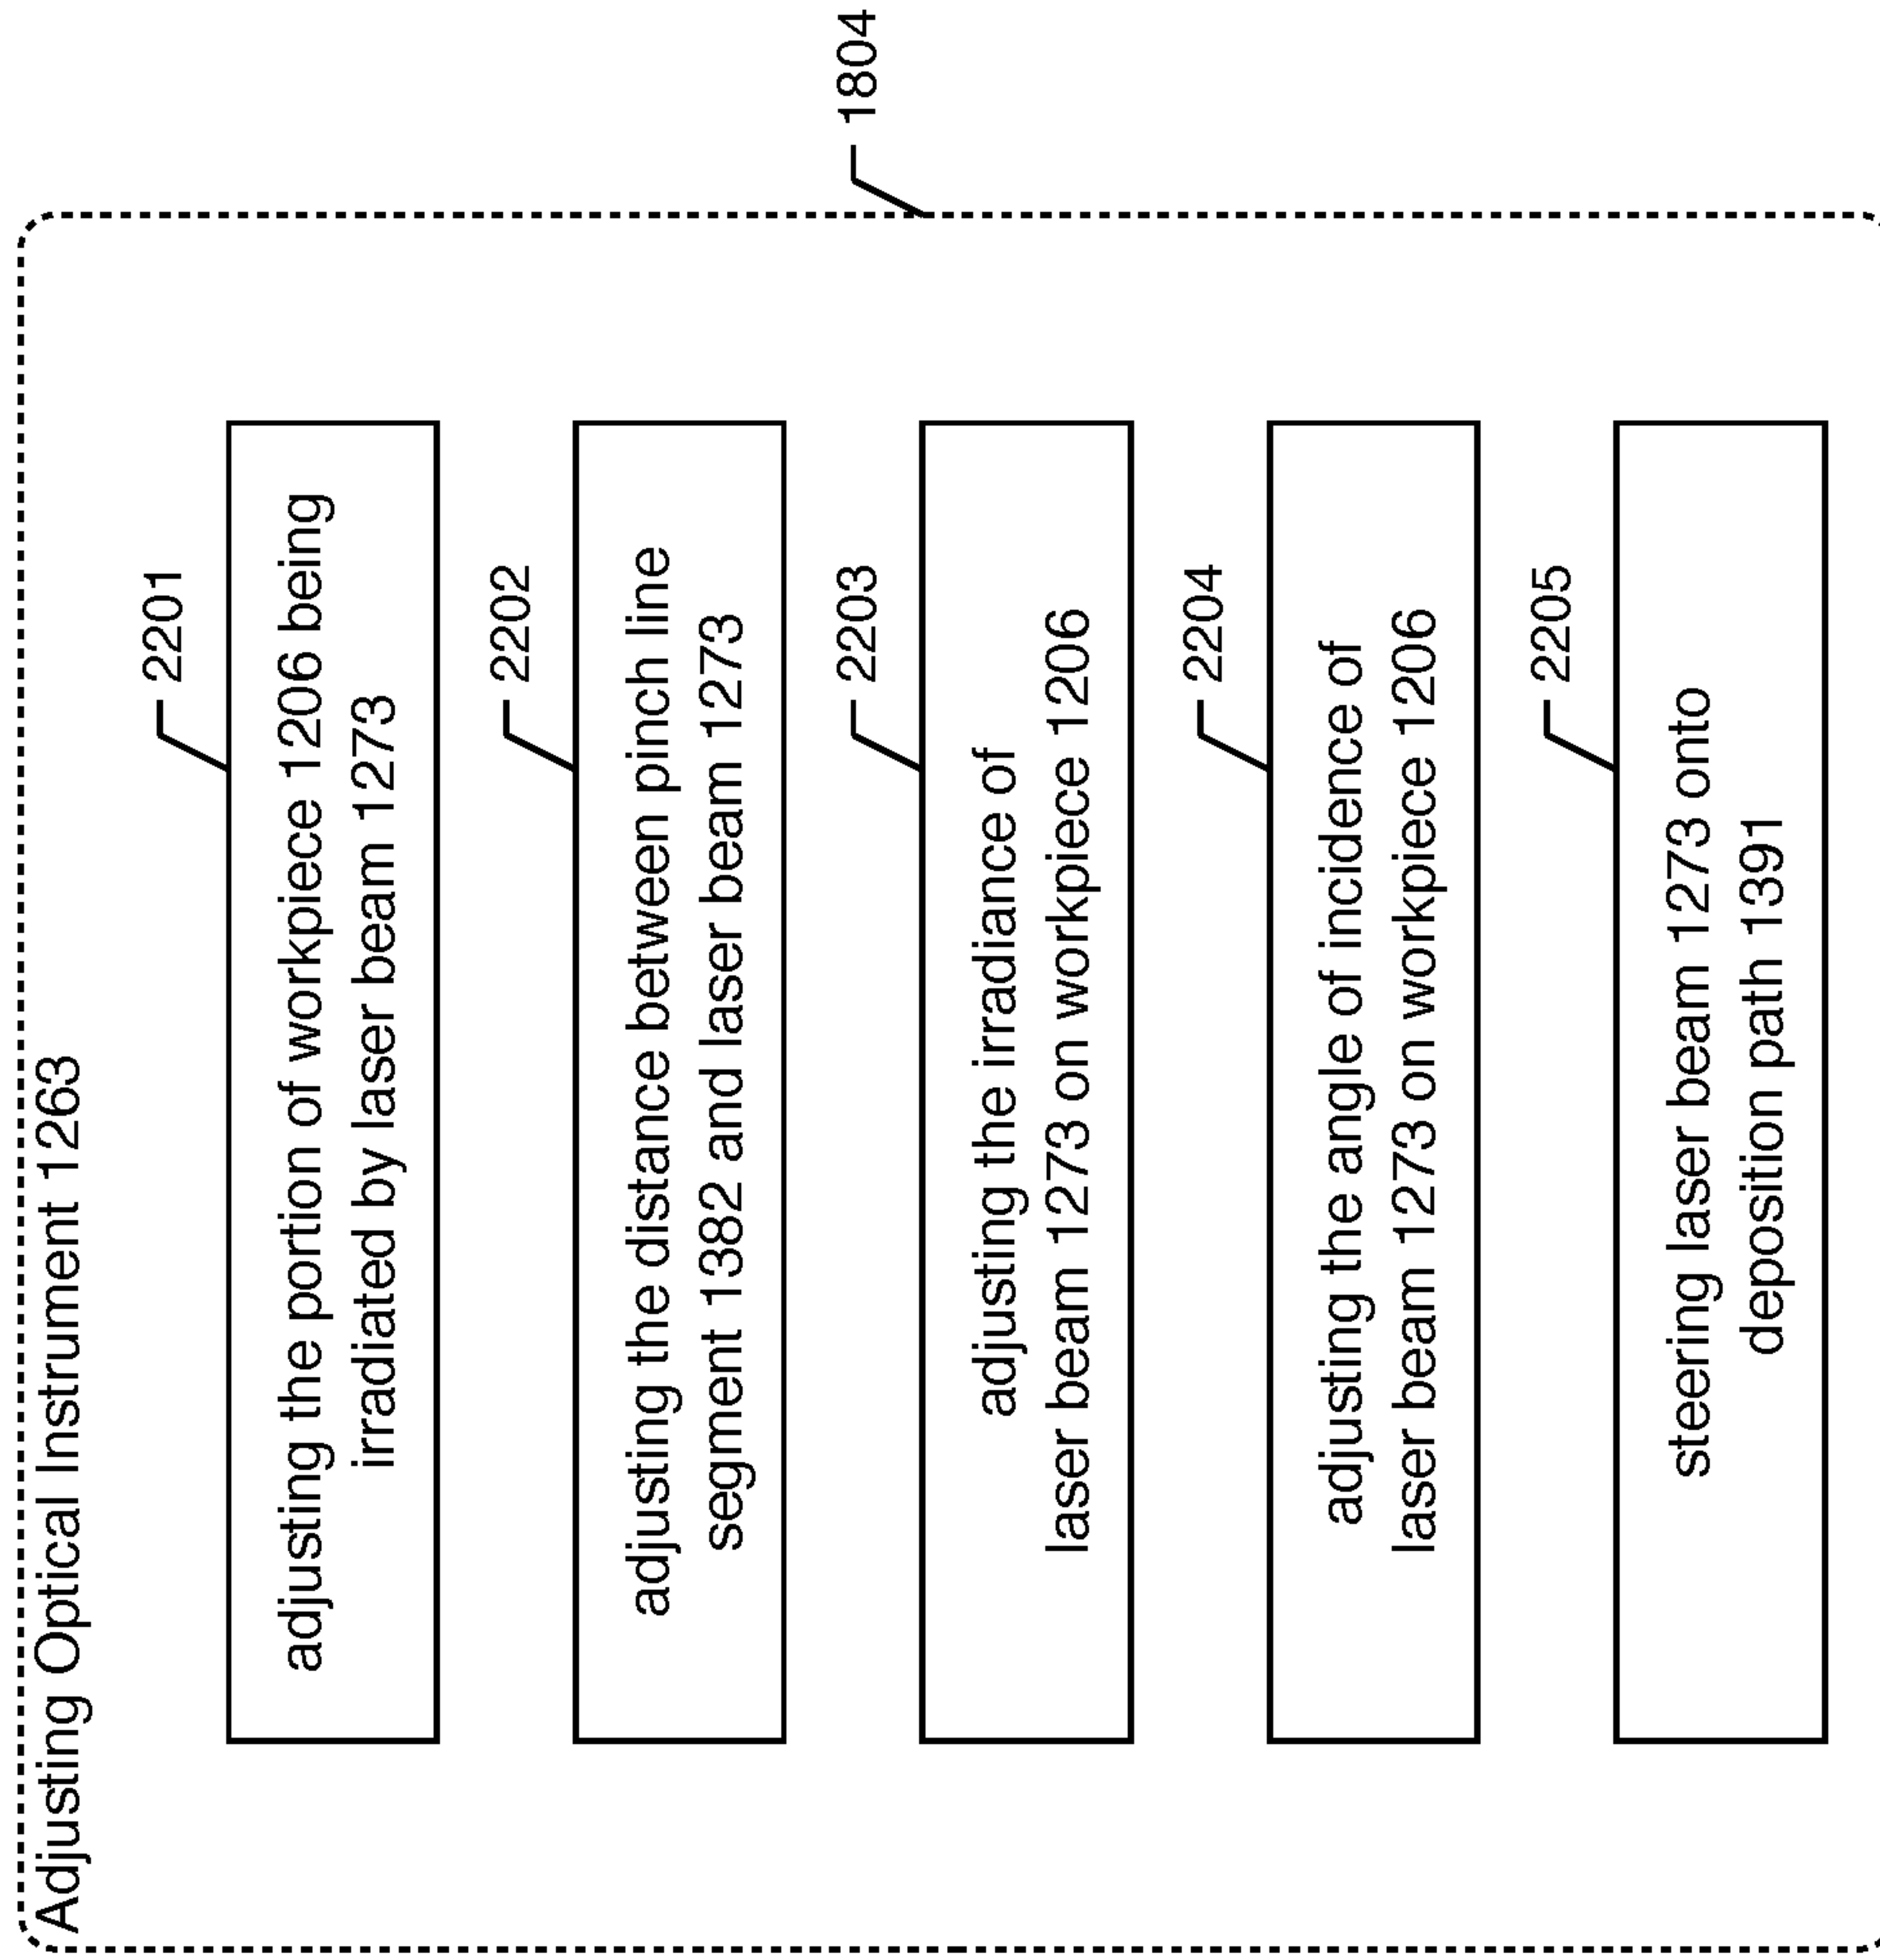 Adjusting Optical Instrument 1263
1804
2201
adjusting the portion of workpiece 1206 being
irradiated by laser beam 1273
2202
adjusting the distance between pinch line
segment 1382 and laser beam 1273
2203
adjusting the irradiance of
laser beam 1273 on workpiece 1206
2204
adjusting the angle of incidence of
laser beam 1273 on workpiece 1206
2205
steering laser beam 1273 onto
deposition path 1391